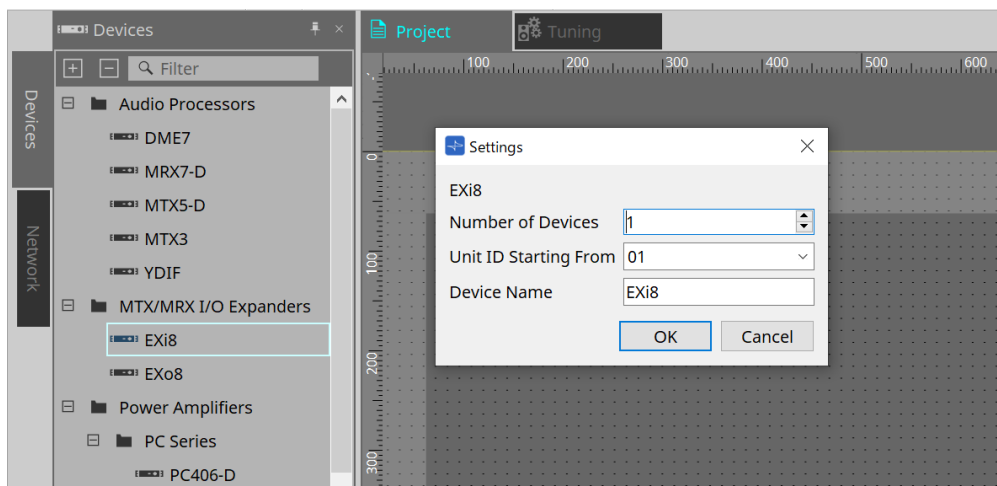 Devices
Filter
Audio Processors
DME7
MRX7-D
MTX5-D
MTX3
YDIF
MTX/MRX I/O Expanders
EXi8
EXo8
Power Amplifiers
PC Series
PC406-D
Devices
Network
Project
Tuning
100 200 300 400 500 600
0
100
200
300
Settings
EXi8
Number of Devices 1
Unit ID Starting From 01
Device Name EXi8
OK Cancel